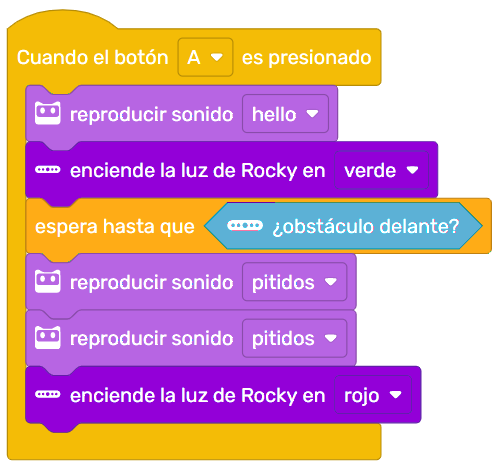 Cuando el botón A es presionado
reproducir sonido hello
enciende la luz de Rocky en verde
espera hasta que ¿obstáculo delante?
reproducir sonido pitidos
reproducir sonido pitidos
enciende la luz de Rocky en rojo